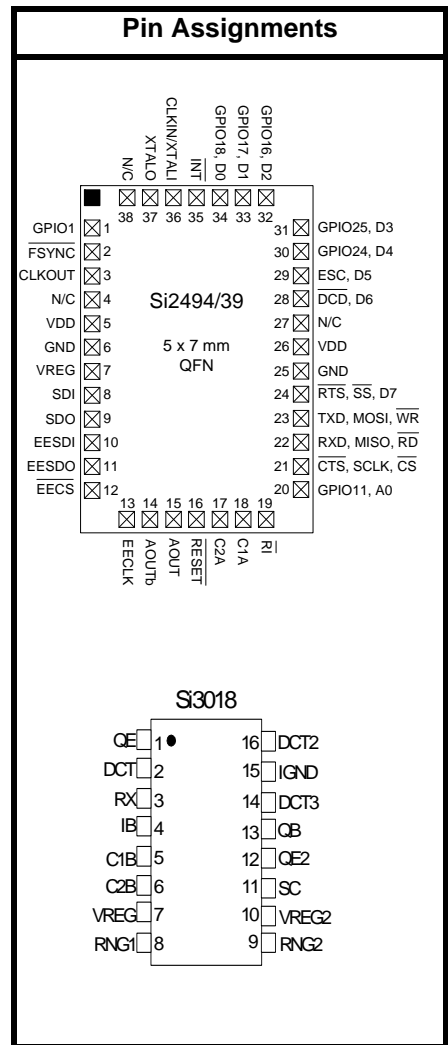 Pin Assignments
N/C
XTALO
CLKIN/XTALI
INT
GPIO18, D0
GPIO17, D1
GPIO16, D2
38 37 36 35 34 33 32
GPIO1 1
FSYNC 2
CLKOUT 3
N/C 4
VDD 5
GND 6
VREG 7
SDI 8
SDO 9
EESDI 10
EESDO 11
EECS 12
Si2494/39
5 x 7 mm
QFN
31 GPIO25, D3
30 GPIO24, D4
29 ESC, D5
28 DCD, D6
27 N/C
26 VDD
25 GND
24 RTS, SS, D7
23 TXD, MOSI, WR
22 RXD, MISO, RD
21 CTS, SCLK, CS
20 GPIO11, A0
13 14 15 16 17 18 19
EECLK
AOUTb
AOUT
RESET
C2A
C1A
RI
Si3018
QE 1
DCT 2
RX 3
IB 4
C1B 5
C2B 6
VREG 7
RNG1 8
16 DCT2
15 IGND
14 DCT3
13 QB
12 QE2
11 SC
10 VREG2
9 RNG2